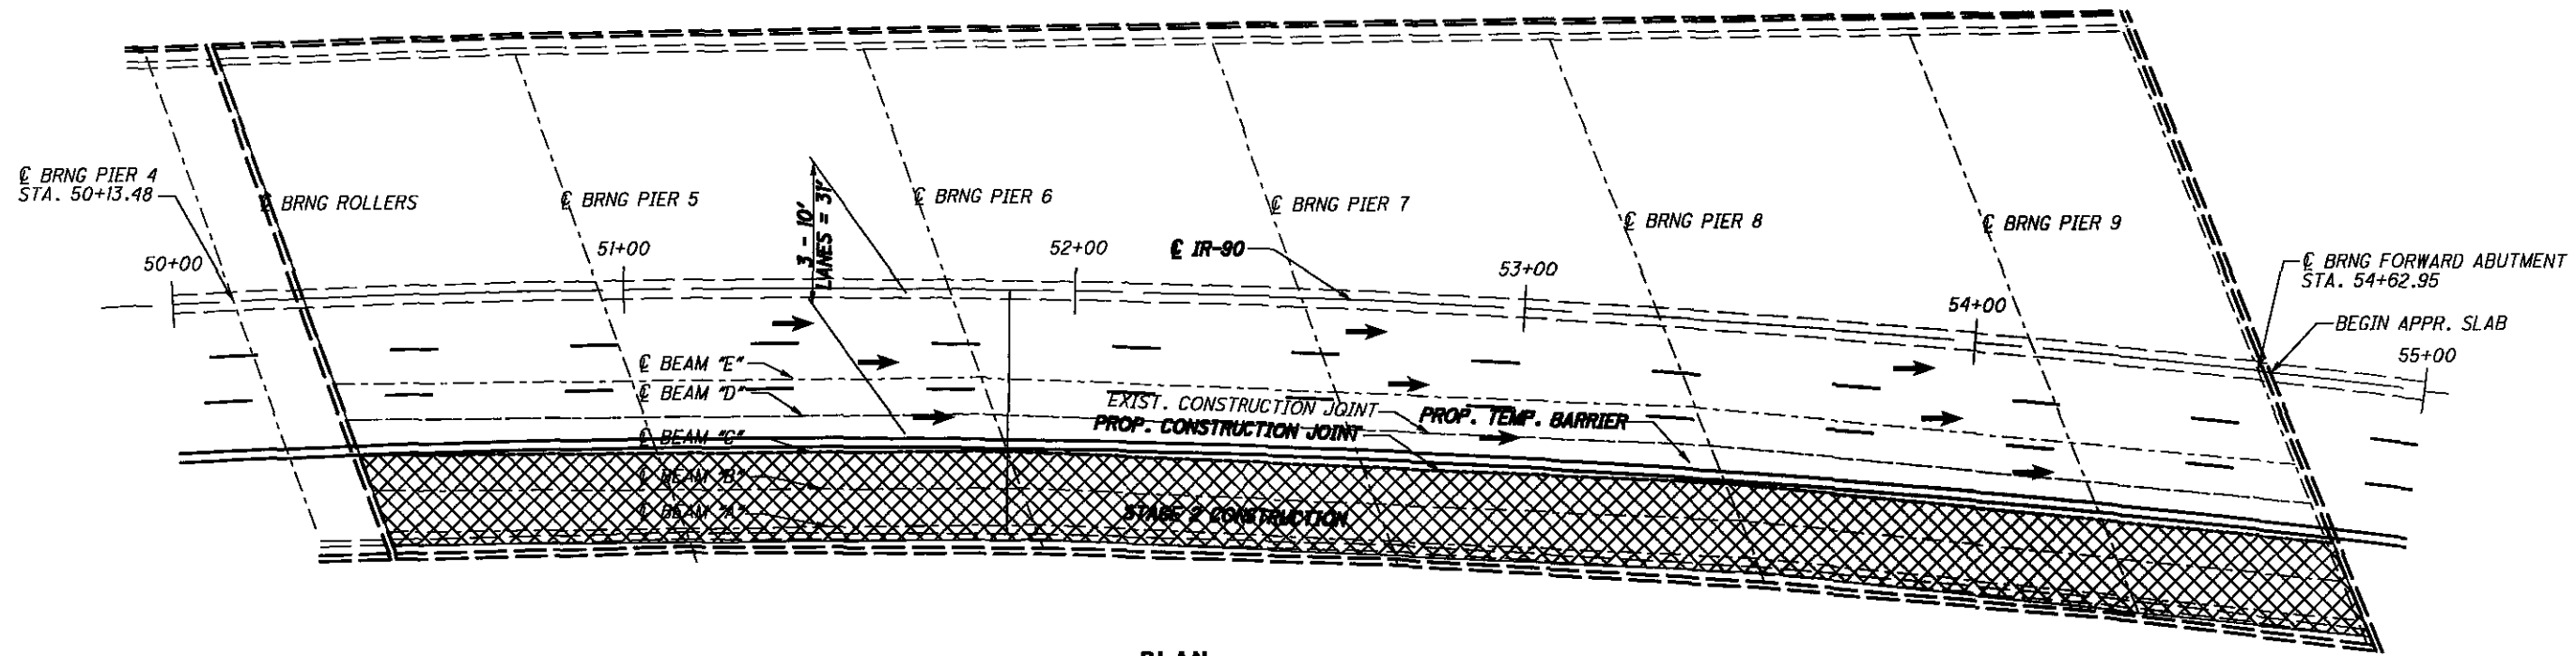 ℄ BRNG PIER 4
STA. 50+13.48
50+00
℄ BRNG ROLLERS
℄ BRNG PIER 5
51+00
3 - 10'
LANES = 31'
℄ BRNG PIER 6
52+00
℄ IR-90
℄ BRNG PIER 7
53+00
℄ BRNG PIER 8
54+00
℄ BRNG PIER 9
℄ BRNG FORWARD ABUTMENT
STA. 54+62.95
BEGIN APPR. SLAB
55+00
℄ BEAM "E"
℄ BEAM "D"
℄ BEAM "C"
℄ BEAM "B"
℄ BEAM "A"
EXIST. CONSTRUCTION JOINT
PROP. CONSTRUCTION JOINT
PROP. TEMP. BARRIER
STAGE 2 CONSTRUCTION
PLAN